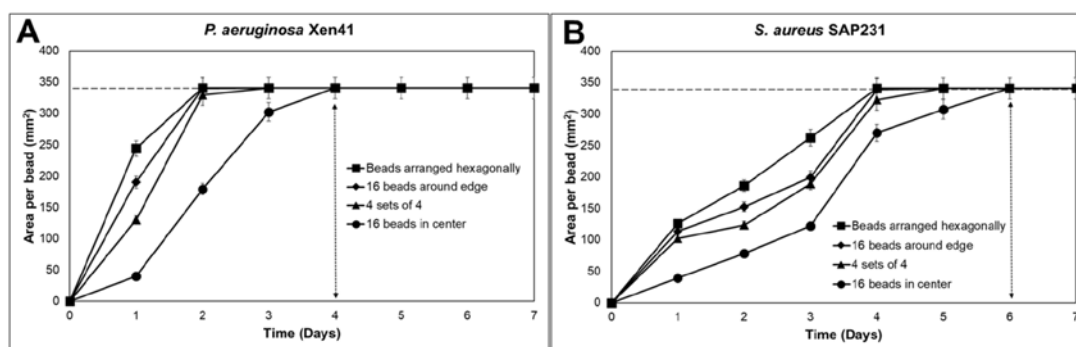 A
P. aeruginosa Xen41
Area per bead (mm²)
400
350
300
250
200
150
100
50
0
Beads arranged hexagonally
16 beads around edge
4 sets of 4
16 beads in center
0 1 2 3 4 5 6 7
Time (Days)
B
S. aureus SAP231
Area per bead (mm²)
400
350
300
250
200
150
100
50
0
Beads arranged hexagonally
16 beads around edge
4 sets of 4
16 beads in center
0 1 2 3 4 5 6 7
Time (Days)